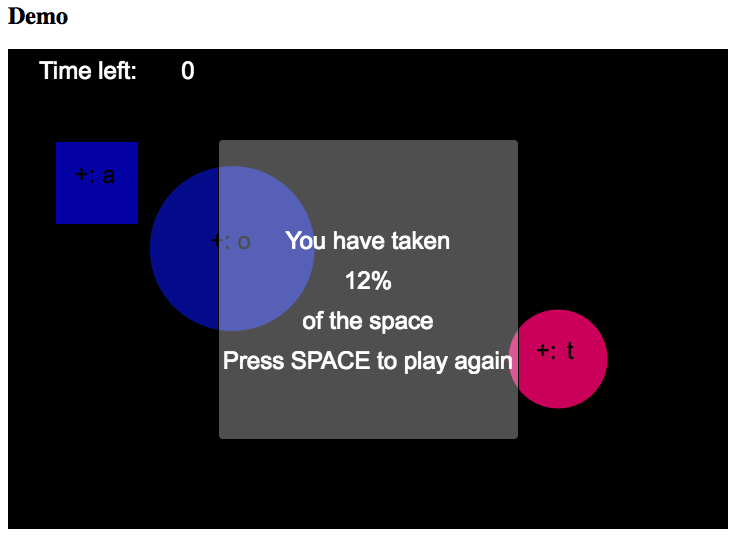 Demo
Time left: 0
+: a
+: o
You have taken
12%
of the space
Press SPACE to play again
+: t